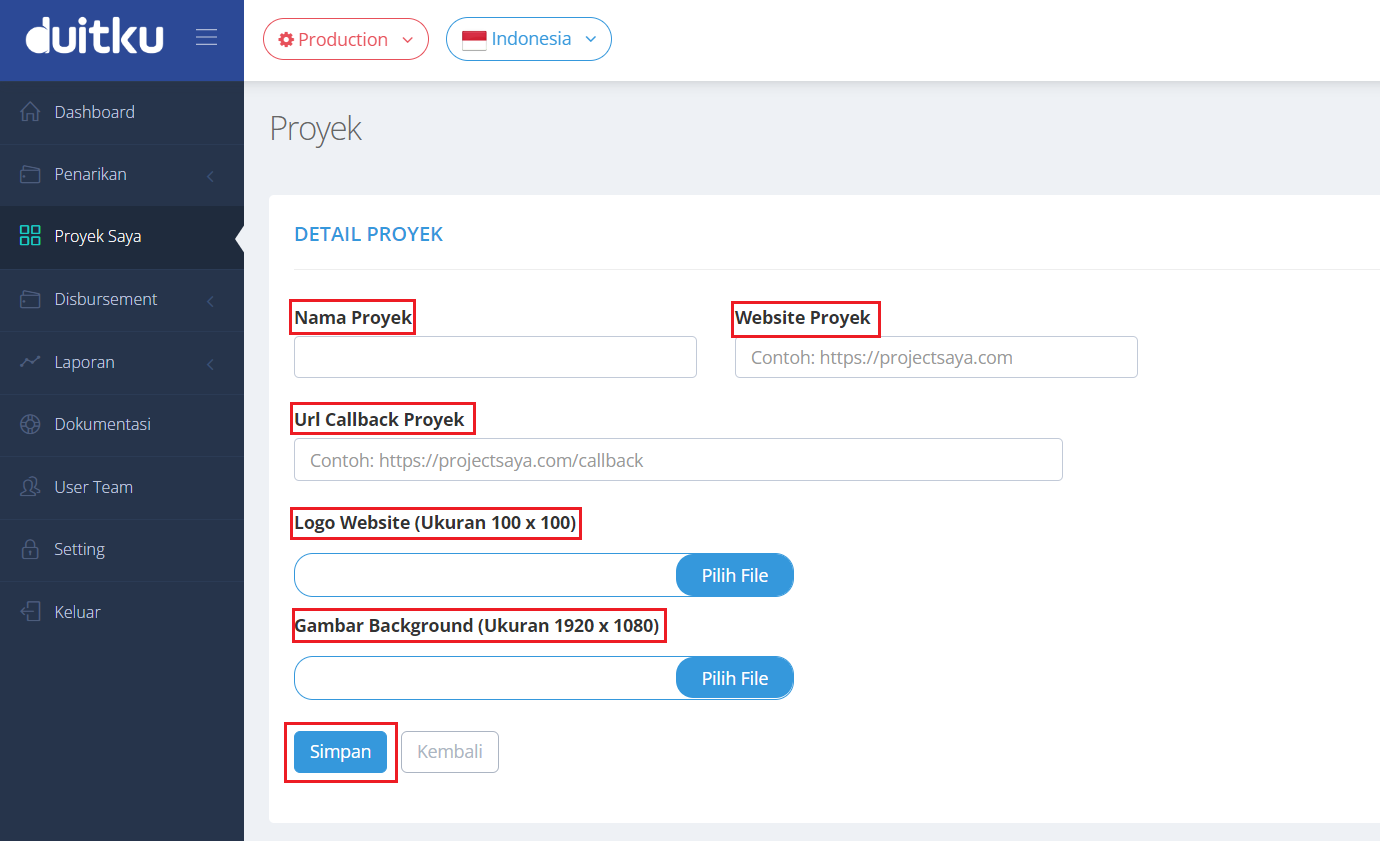 duitku
Production
Indonesia
Dashboard
Penarikan
Proyek Saya
Disbursement
Laporan
Dokumentasi
User Team
Setting
Keluar
Proyek
DETAIL PROYEK
Nama Proyek
Website Proyek
Contoh: https://projectsaya.com
Url Callback Proyek
Contoh: https://projectsaya.com/callback
Logo Website (Ukuran 100 x 100)
Pilih File
Gambar Background (Ukuran 1920 x 1080)
Pilih File
Simpan
Kembali